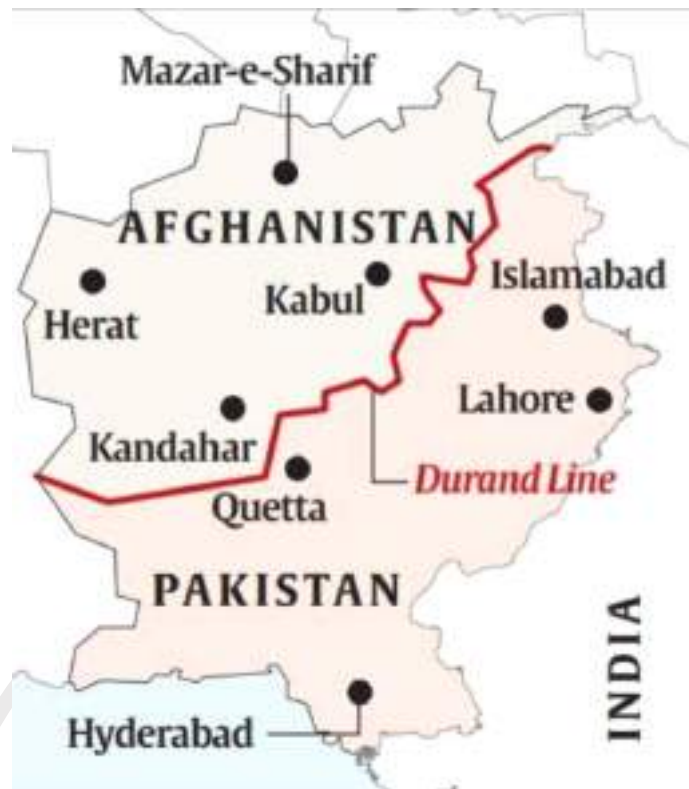 Mazar-e-Sharif
AFGHANISTAN
Islamabad
Kabul
Herat
Lahore
Kandahar
Durand Line
Quetta
PAKISTAN
INDIA
Hyderabad